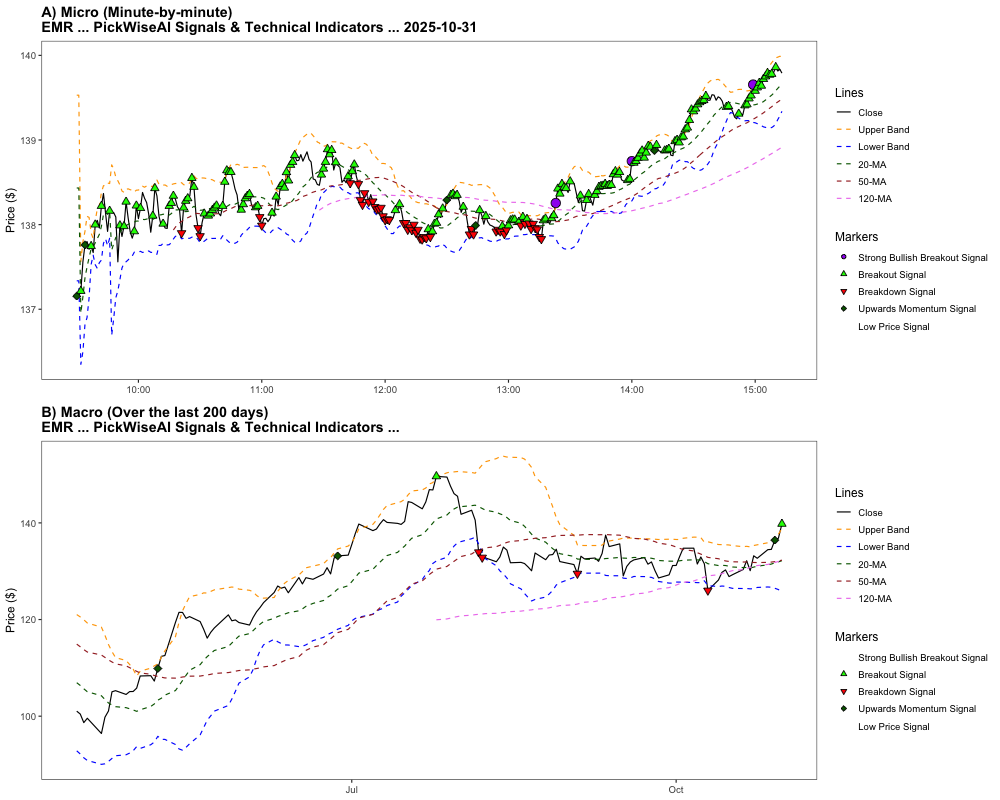 A) Micro (Minute-by-minute)
EMR ... PickWiseAI Signals & Technical Indicators ... 2025-10-31
140
139
138
137
Price ($)
10:00
11:00
12:00
13:00
14:00
15:00
Lines
Close
Upper Band
Lower Band
20-MA
50-MA
120-MA
Markers
Strong Bullish Breakout Signal
Breakout Signal
Breakdown Signal
Upwards Momentum Signal
Low Price Signal
B) Macro (Over the last 200 days)
EMR ... PickWiseAI Signals & Technical Indicators ...
140
120
100
Price ($)
Jul
Oct
Lines
Close
Upper Band
Lower Band
20-MA
50-MA
120-MA
Markers
Strong Bullish Breakout Signal
Breakout Signal
Breakdown Signal
Upwards Momentum Signal
Low Price Signal